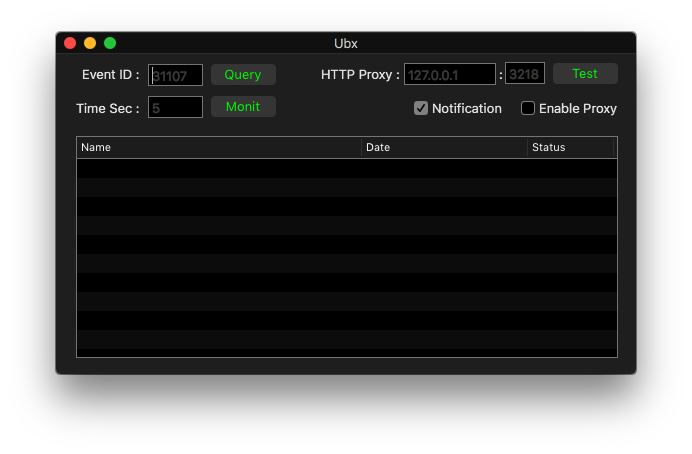 Ubx
Event ID : 31107 Query HTTP Proxy : 127.0.0.1 : 3218 Test
Time Sec : 5 Monit Notification Enable Proxy
Name Date Status